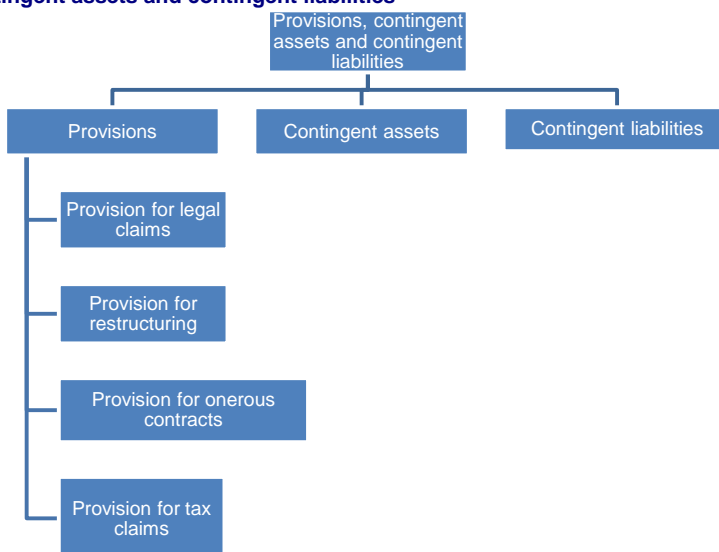 tingent assets and contingent liabilities
Provisions, contingent
assets and contingent
liabilities
Provisions
Contingent assets
Contingent liabilities
Provision for legal
claims
Provision for
restructuring
Provision for onerous
contracts
Provision for tax
claims